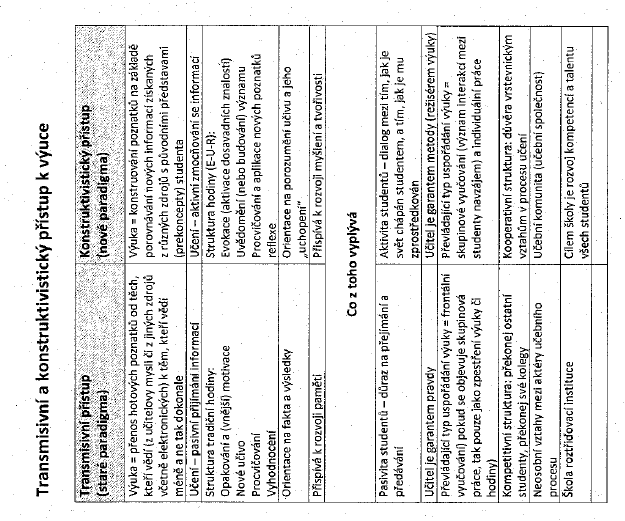 Transmisivní a konstruktivistický přístup k výuce
Transmisivní přístup
(staré paradigma)
Konstruktivistický přístup
(nové paradigma)
Výuka = přenos hotových poznatků od těch,
kteří vědí (z učitelovy mysli či z jiných zdrojů
včetně elektronických) k těm, kteří vědí
méně a ne tak dokonale
Výuka = konstruování poznatků na základě
porovnávání nových informací získaných
z různých zdrojů s původními představami
(prekoncepty) studenta
Učení – pasivní přijímání informací
Učení – aktivní zmocňování se informací
Struktura tradiční hodiny:
Opakování a (vnější) motivace
Nové učivo
Procvičování
Vyhodnocení
Struktura hodiny (E-U-R):
Evokace (aktivace dosavadních znalostí)
Uvědomění (nebo budování) významu
Procvičování a aplikace nových poznatků
reflexe
Orientace na fakta a výsledky
Orientace na porozumění učivu a jeho
„uchopení“
Přispívá k rozvoji paměti
Přispívá k rozvoji myšlení a tvořivosti
Co z toho vyplývá
Pasivita studentů – důraz na přejímání a
předávání
Aktivita studentů – dialog mezi tím, jak je
svět chápán studentem, a tím, jak je mu
zprostředkován
Učitel je garantem pravdy
Učitel je garantem metody (režisérem výuky)
Převládající typ uspořádání výuky = frontální
vyučování) pokud se objevuje skupinová
práce, tak pouze jako zpestření výuky či
hodiny)
Převládající typ uspořádání výuky =
skupinové vyučování (význam interakcí mezi
studenty navzájem) a individuální práce
Kompetitivní struktura: překonej ostatní
studenty, překonej své kolegy
Kooperativní struktura: důvěra vrstevnickým
vztahům v procesu učení
Neosobní vztahy mezi aktéry učebního
procesu
Učební komunita (učební společnost)
Škola roztřiďovací instituce
Cílem školy je rozvoj kompetencí a talentu
všech studentů